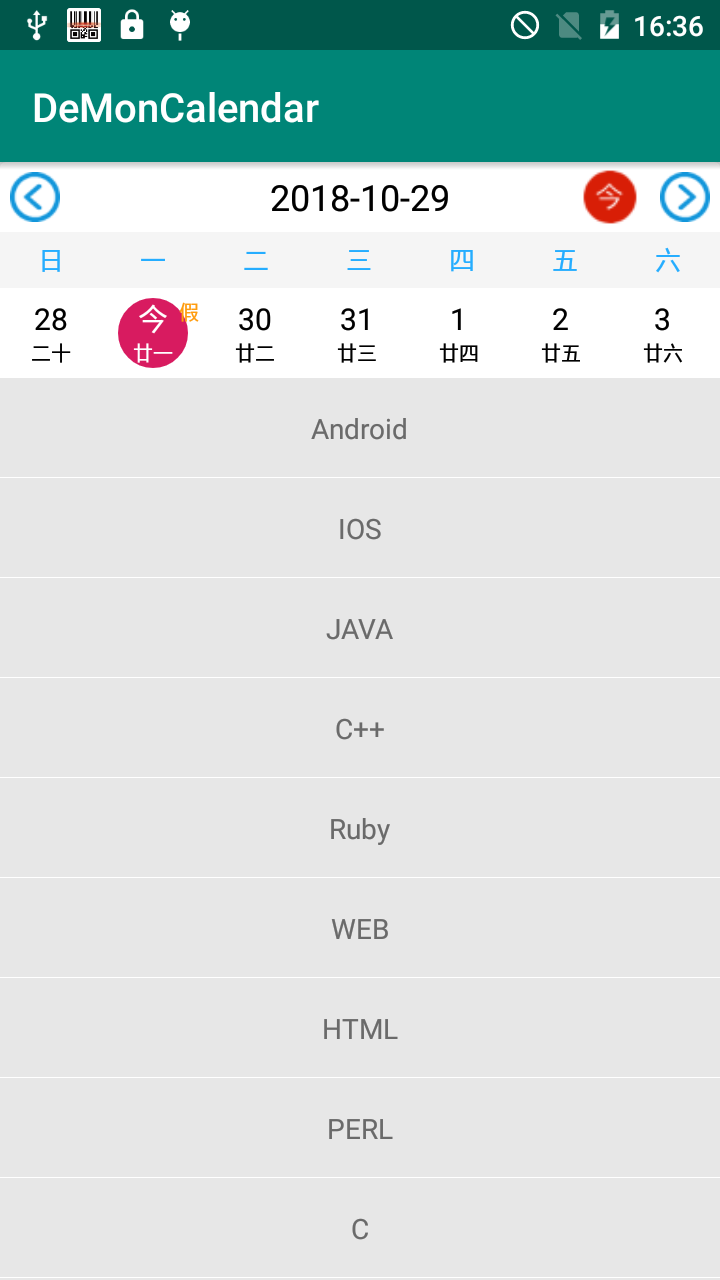 16:36
DeMonCalendar
2018-10-29 今
日 一 二 三 四 五 六
28 今 假 30 31 1 2 3
二十 廿一 廿二 廿三 廿四 廿五 廿六
Android
IOS
JAVA
C++
Ruby
WEB
HTML
PERL
C